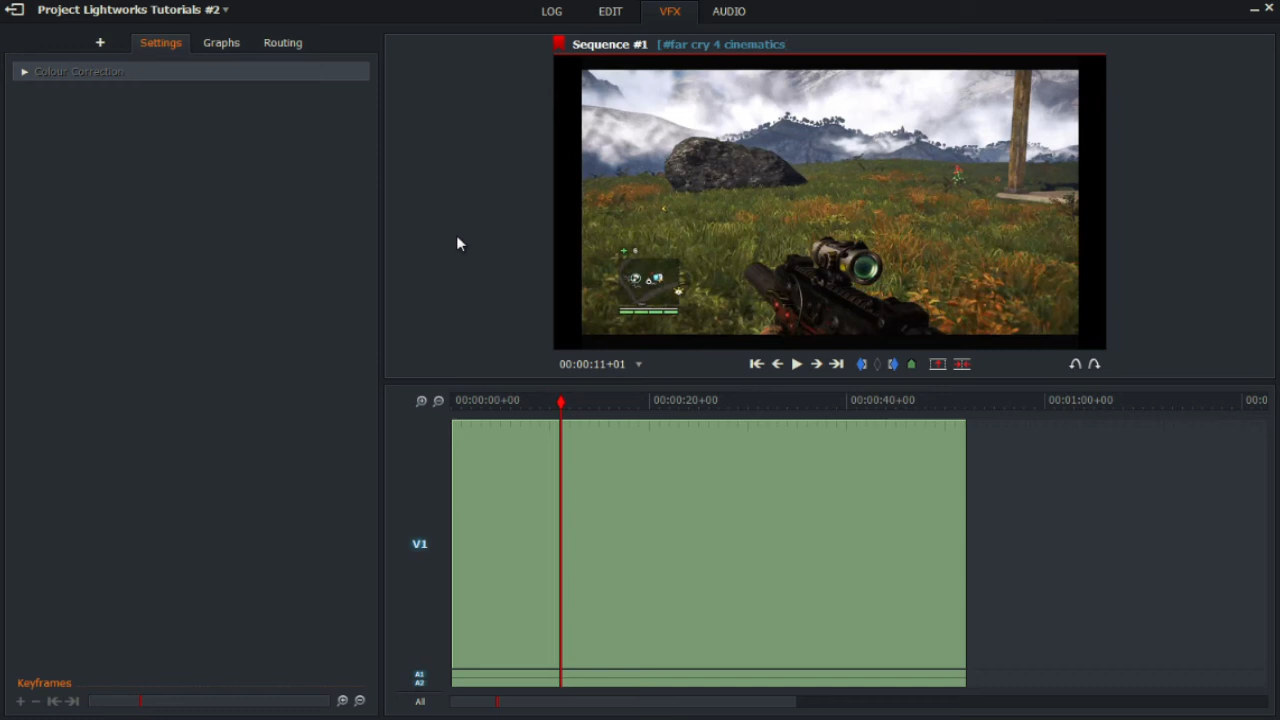 Project Lightworks Tutorials #2
LOG
EDIT
VFX
AUDIO
Settings
Graphs
Routing
Colour Correction
Sequence #1 [#far cry 4 cinematics
00:00:11+01
00:00:00+00
00:00:20+00
00:00:40+00
00:01:00+00
00:0
V1
A1
A2
All
Keyframes